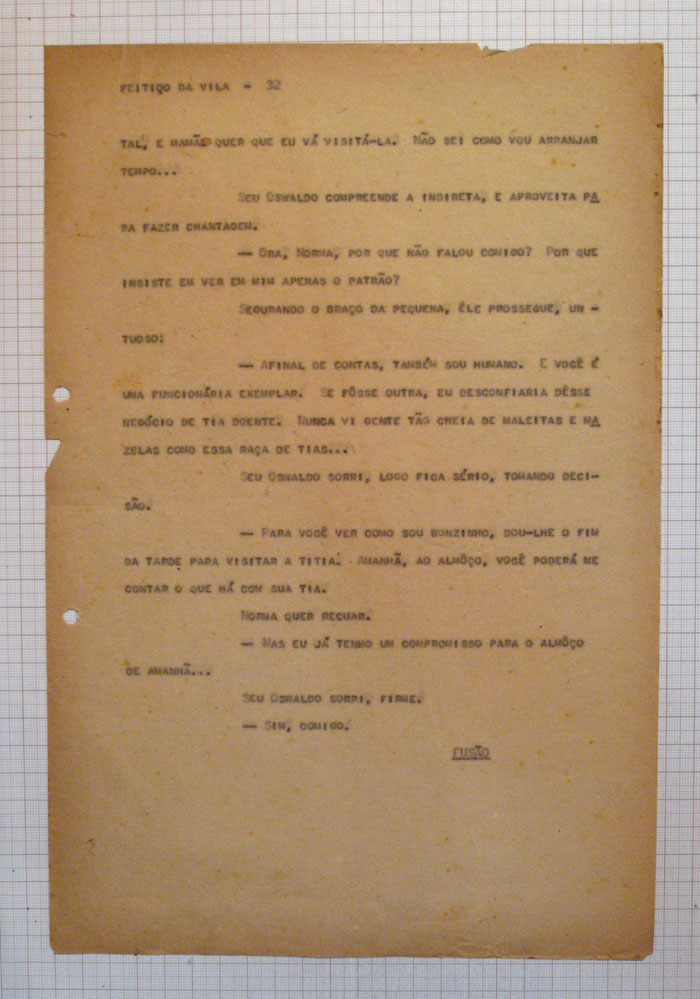 FEITIÇO DA VILA - 32
TAL, E MAMÃE QUER QUE EU VÁ VISITÁ-LA. NÃO SEI COMO VOU ARRANJAR
TEMPO...
SEU OSWALDO COMPREENDE A INDIRETA, E APROVEITA PA
RA FAZER CHANTAGEM.
— ORA, NORMA, POR QUE NÃO FALOU COMIGO? POR QUE
INSISTE EM VER EM MIM APENAS O PATRÃO?
SEGURANDO O BRAÇO DA PEQUENA, ÊLE PROSSEGUE, UN -
TUOSO:
— AFINAL DE CONTAS, TAMBÉM SOU HUMANO. E VOCÊ É
UMA FUNCIONÁRIA EXEMPLAR. SE FÔSSE OUTRA, EU DESCONFIARIA DÊSSE
NEGÓCIO DE TIA DOENTE. NUNCA VI GENTE TÃO CHEIA DE MALEITAS E MA
ZELAS COMO ESSA RAÇA DE TIAS...
SEU OSWALDO SORRI, LOGO FICA SÉRIO, TOMANDO DECI-
SÃO.
— PARA VOCÊ VER COMO SOU BONZINHO, DOU-LHE O FIM
DA TARDE PARA VISITAR A TITIA. AMANHÃ, AO ALMÔÇO, VOCÊ PODERÁ ME
CONTAR O QUE HÁ COM SUA TIA.
NORMA QUER RECUAR.
— MAS EU JÁ TENHO UM COMPROMISSO PARA O ALMÔÇO
DE AMANHÃ...
SEU OSWALDO SORRI, FIRME.
— SIM, COMIGO.
FUSÃO